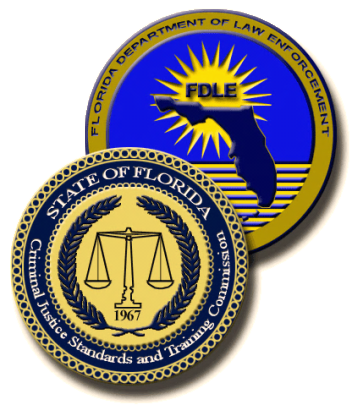 FLORIDA DEPARTMENT OF LAW ENFORCEMENT
FDLE
STATE OF FLORIDA
1967
Criminal Justice Standards and Training Commission